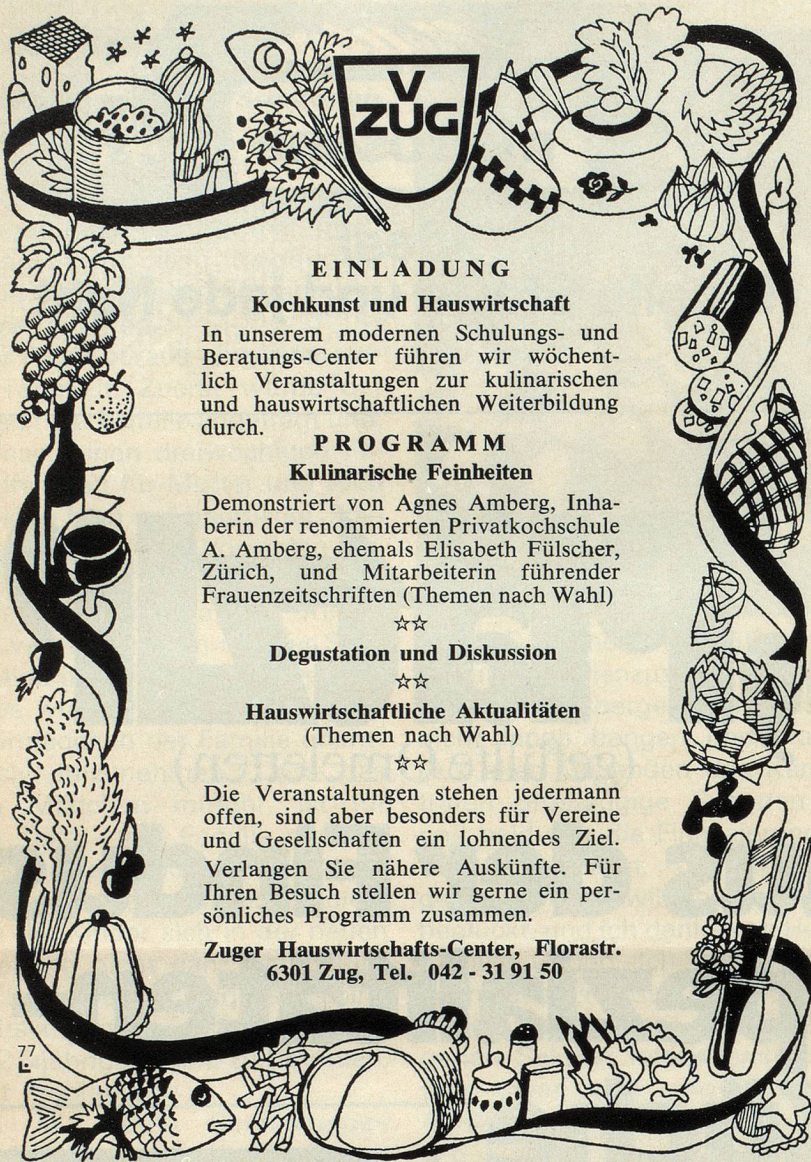 V
ZUG
EINLADUNG
Kochkunst und Hauswirtschaft
In unserem modernen Schulungs- und
Beratungs-Center führen wir wöchent-
lich Veranstaltungen zur kulinarischen
und hauswirtschaftlichen Weiterbildung
durch.
PROGRAMM
Kulinarische Feinheiten
Demonstriert von Agnes Amberg, Inha-
berin der renommierten Privatkochschule
A. Amberg, ehemals Elisabeth Fülscher,
Zürich, und Mitarbeiterin führender
Frauenzeitschriften (Themen nach Wahl)
☆☆
Degustation und Diskussion
☆☆
Hauswirtschaftliche Aktualitäten
(Themen nach Wahl)
☆☆
Die Veranstaltungen stehen jedermann
offen, sind aber besonders für Vereine
und Gesellschaften ein lohnendes Ziel.
Verlangen Sie nähere Auskünfte. Für
Ihren Besuch stellen wir gerne ein per-
sönliches Programm zusammen.
Zuger Hauswirtschafts-Center, Florastr.
6301 Zug, Tel. 042 - 31 91 50
77